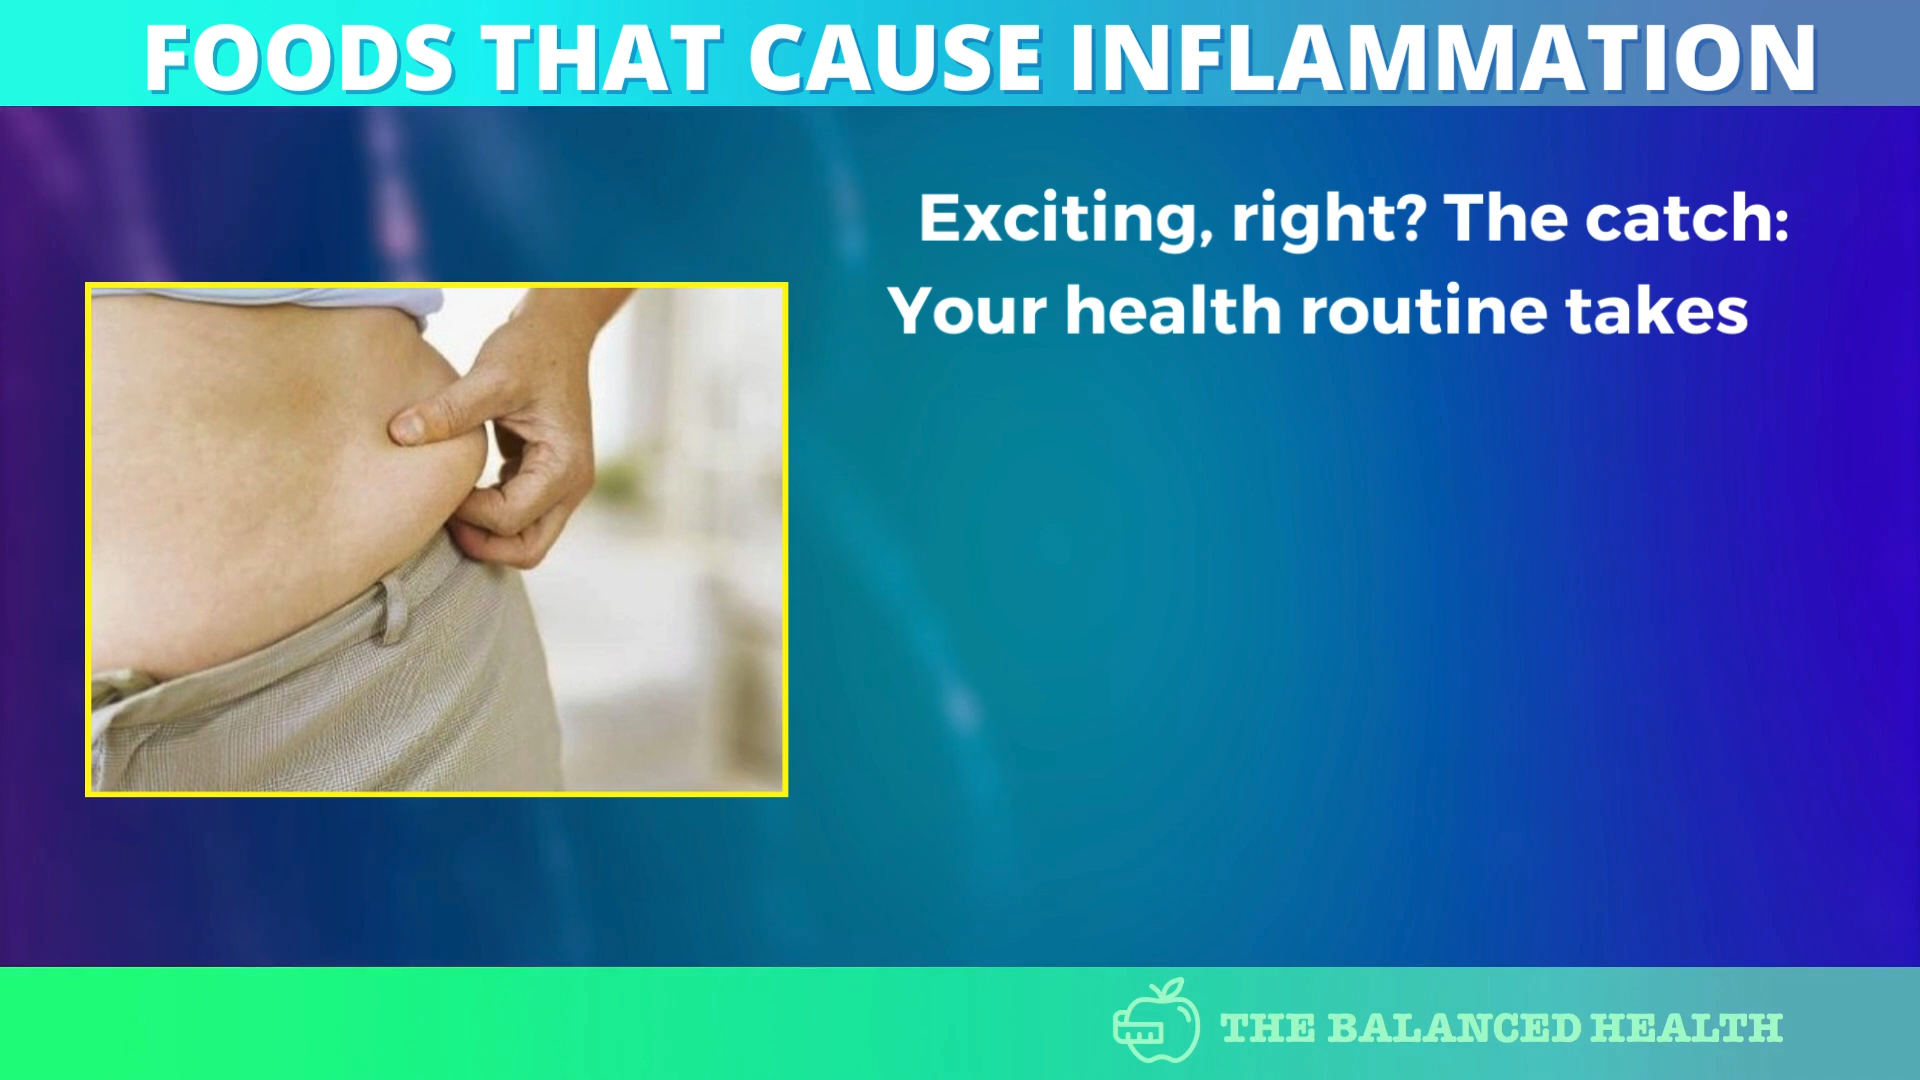 FOODS THAT CAUSE INFLAMMATION
Exciting, right? The catch:
Your health routine takes
THE BALANCED HEALTH